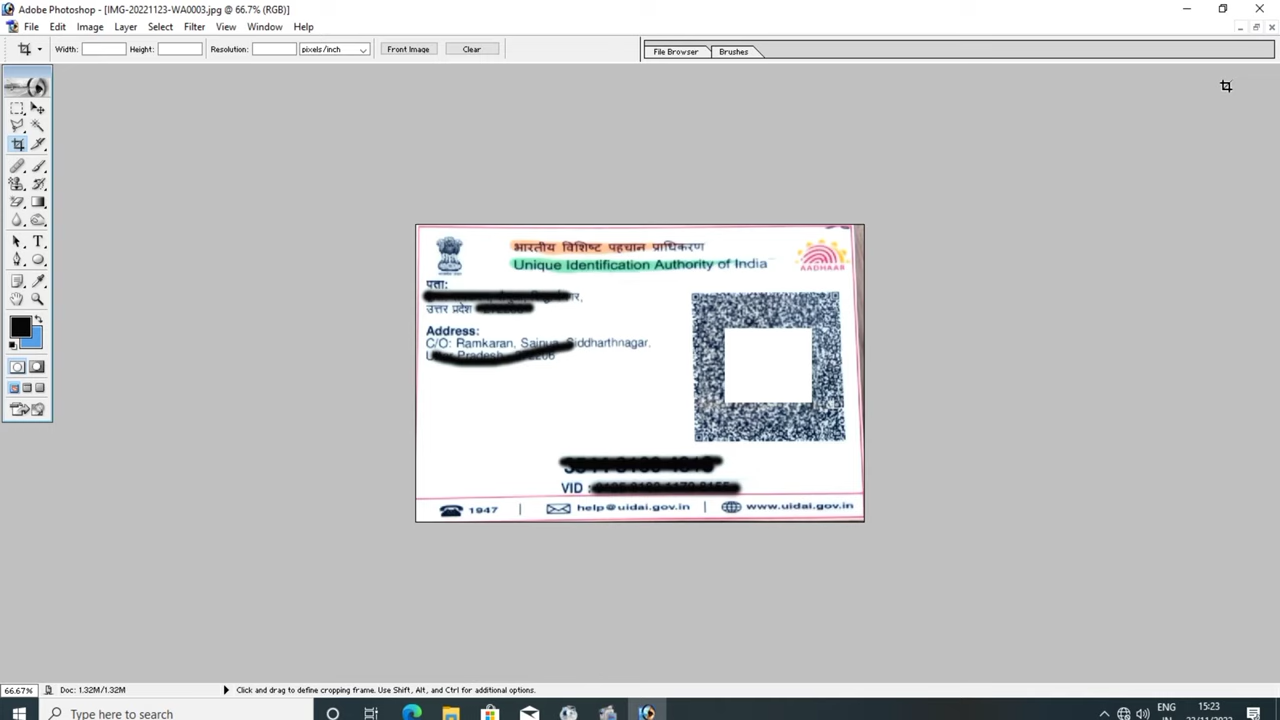 Adobe Photoshop - [IMG-20221123-WA0003.jpg @ 66.7% (RGB)]
File Edit Image Layer Select Filter View Window Help
Width: Height: Resolution: pixels/inch Front Image Clear File Browser Brushes
भारतीय विशिष्ट पहचान प्राधिकरण
Unique Identification Authority of India
AADHAAR
पता:
उत्तर प्रदेश
Address:
C/O: Ramkaran, Siddharthnagar,
VID :
1947 | help@uidai.gov.in | www.uidai.gov.in
66.67% Doc: 1.32M/1.32M Click and drag to define cropping frame. Use Shift, Alt, and Ctrl for additional options.
Type here to search
ENG 15:23
IN